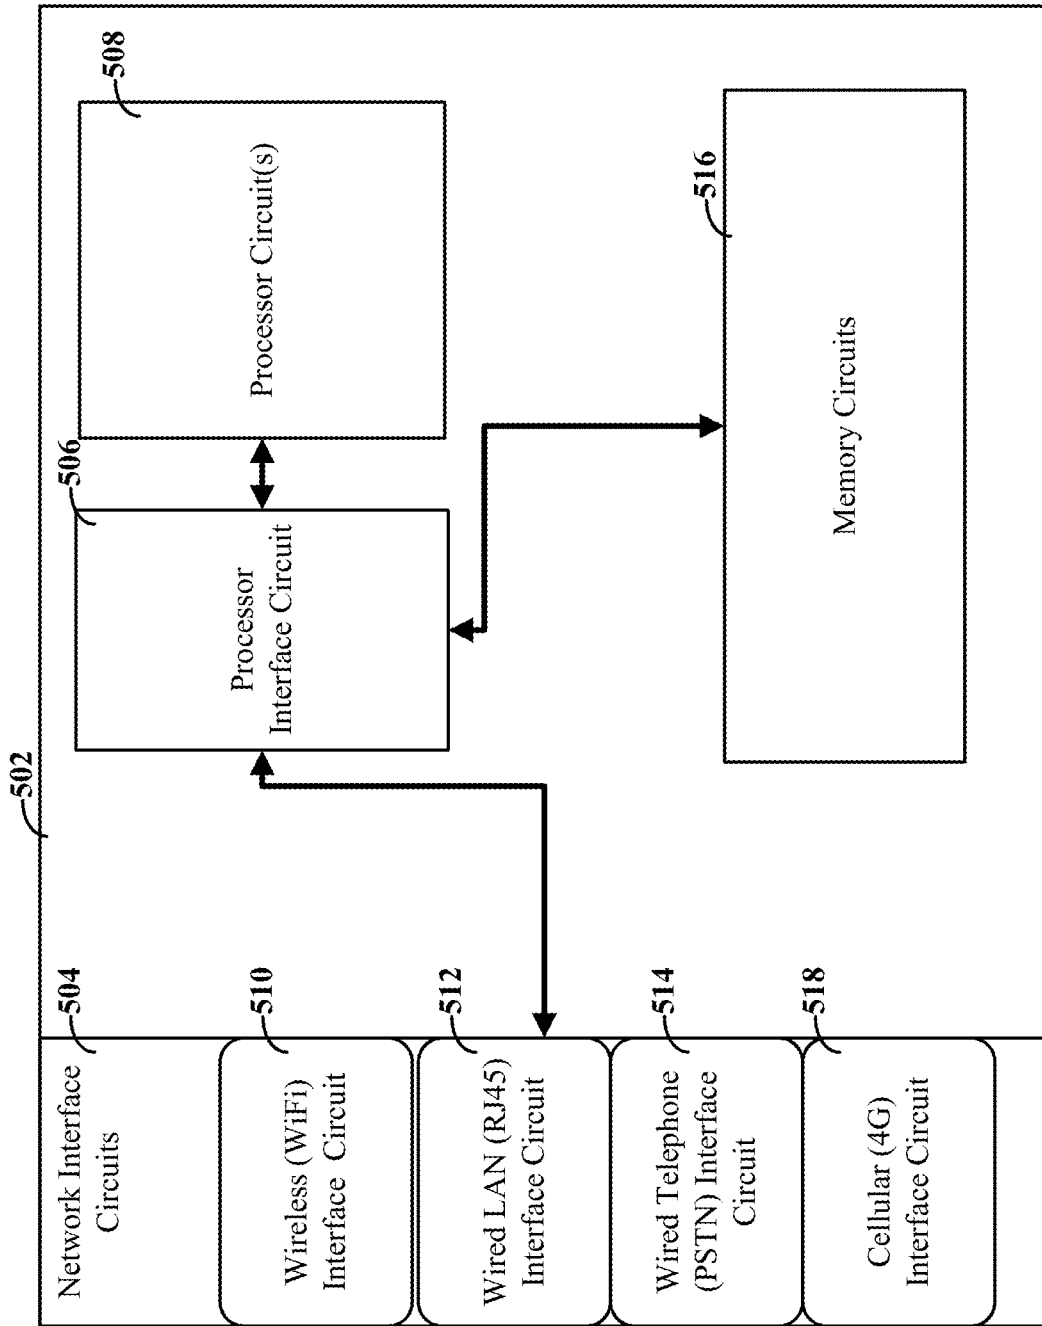 502
504
Network Interface
Circuits
510
Wireless (WiFi)
Interface Circuit
512
Wired LAN (RJ45)
Interface Circuit
514
Wired Telephone
(PSTN) Interface
Circuit
518
Cellular (4G)
Interface Circuit
506
Processor
Interface Circuit
508
Processor Circuit(s)
516
Memory Circuits